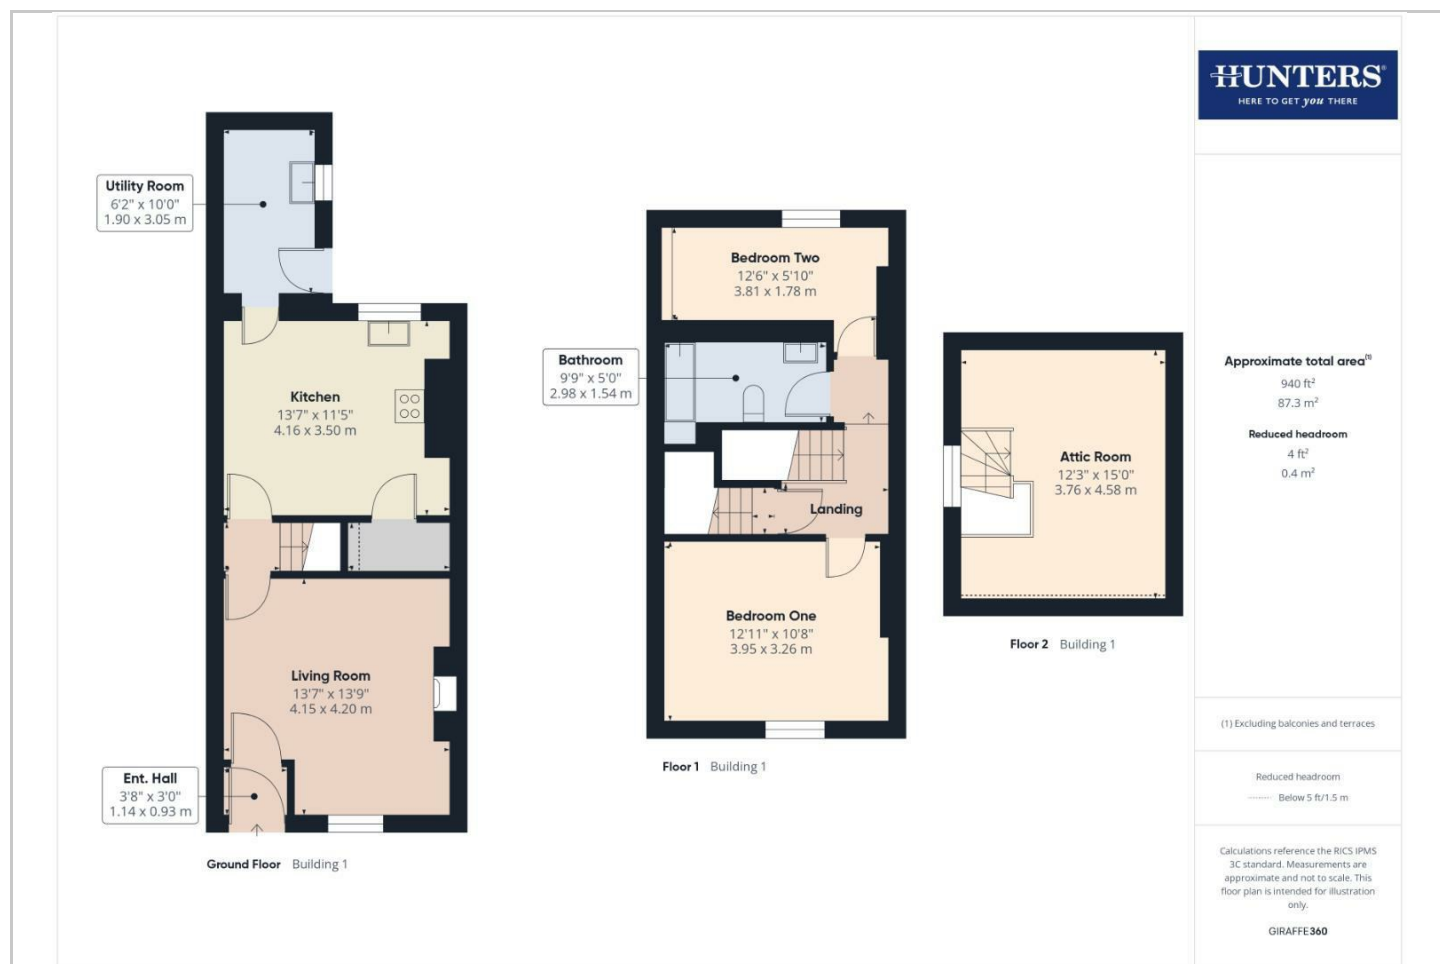 Utility Room
6'2" x 10'0"
1.90 x 3.05 m
Kitchen
13'7" x 11'5"
4.16 x 3.50 m
Living Room
13'7" x 13'9"
4.15 x 4.20 m
Ent. Hall
3'8" x 3'0"
1.14 x 0.93 m
Ground Floor Building 1
Bedroom Two
12'6" x 5'10"
3.81 x 1.78 m
Bathroom
9'9" x 5'0"
2.98 x 1.54 m
Landing
Bedroom One
12'11" x 10'8"
3.95 x 3.26 m
Floor 1 Building 1
Attic Room
12'3" x 15'0"
3.76 x 4.58 m
Floor 2 Building 1
HUNTERS®
HERE TO GET you THERE
Approximate total area(1)
940 ft²
87.3 m²
Reduced headroom
4 ft²
0.4 m²
(1) Excluding balconies and terraces
Reduced headroom
Below 5 ft/1.5 m
Calculations reference the RICS IPMS
3C standard. Measurements are
approximate and not to scale. This
floor plan is intended for illustration
only.
GIRAFFE360